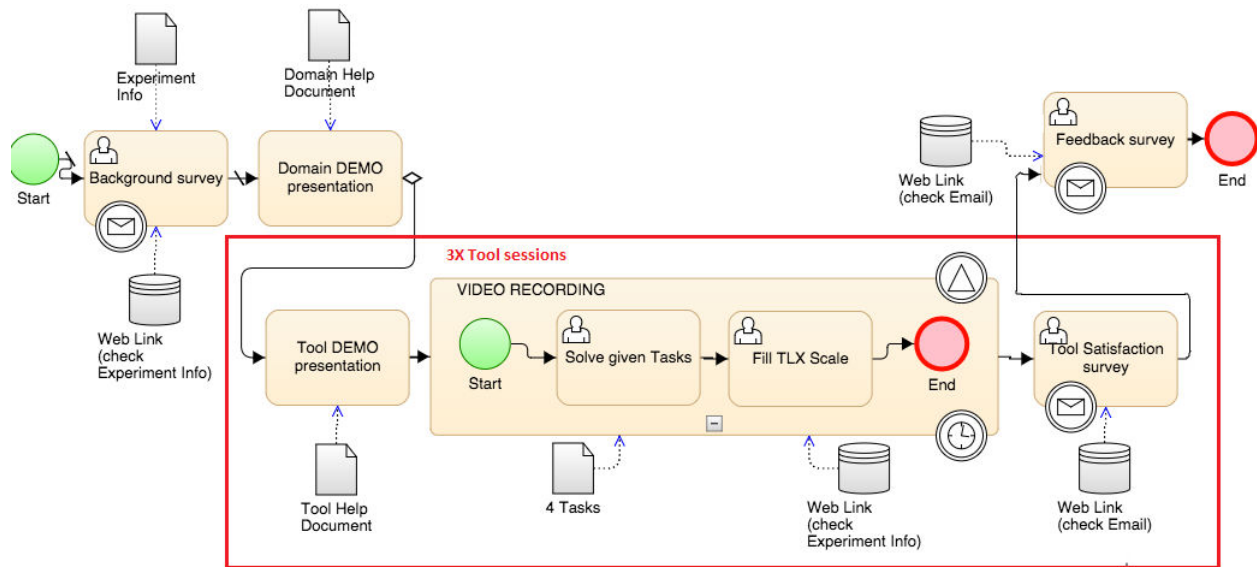 Experiment
Info
Domain Help
Document
Start
Background survey
Domain DEMO
presentation
Web Link
(check Email)
Feedback survey
End
Web Link
(check
Experiment Info)
3X Tool sessions
VIDEO RECORDING
Tool DEMO
presentation
Start
Solve given Tasks
Fill TLX Scale
End
Tool Satisfaction
survey
Tool Help
Document
4 Tasks
Web Link
(check
Experiment Info)
Web Link
(check Email)